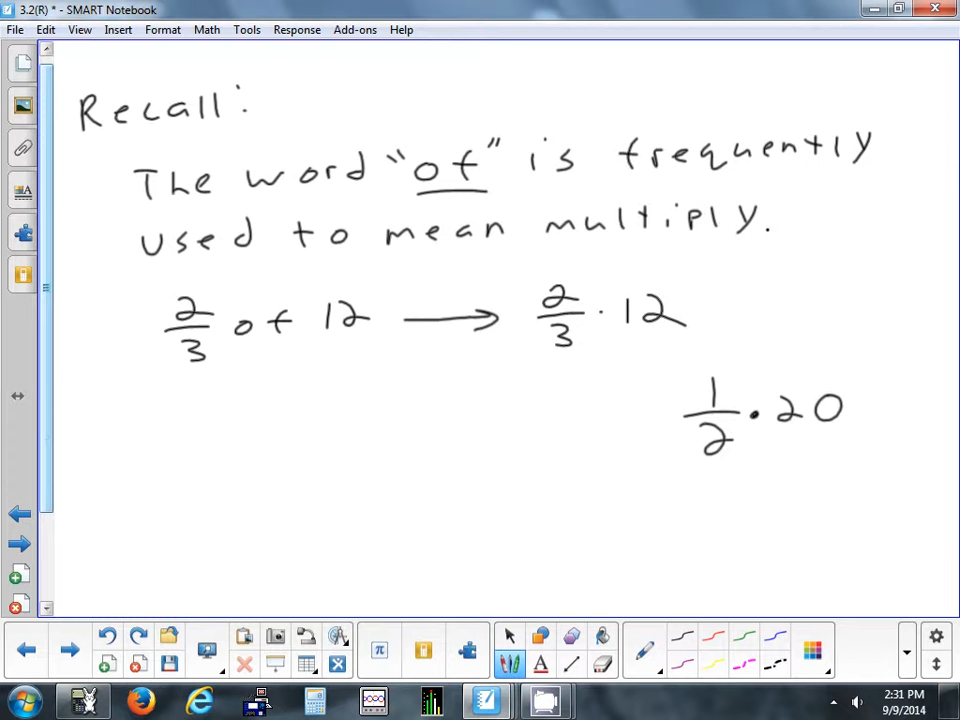 3.2(R) * - SMART Notebook
File Edit View Insert Format Math Tools Response Add-ons Help
Recall:
The word "of" is frequently
used to mean multiply.
2/3 of 12 → 2/3 · 12
1/2 · 20
2:31 PM
9/9/2014